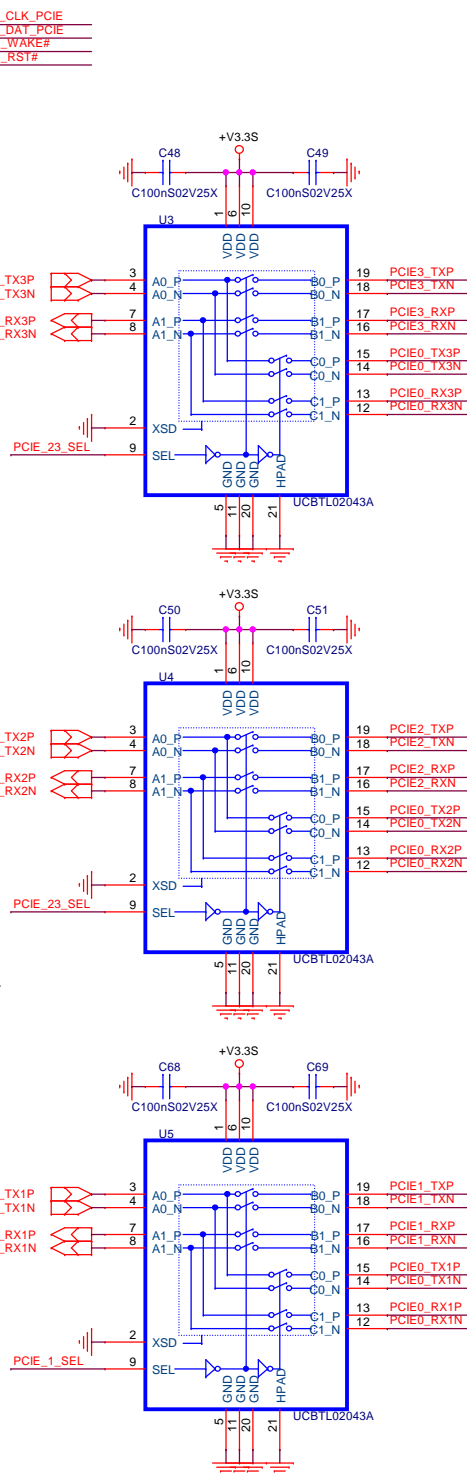 _CLK_PCIE
_DAT_PCIE
_WAKE#
_RST#
+V3.3S
C48 C49
C100nS02V25X C100nS02V25X
1 6 10
U3
VDD VDD VDD
_TX3P 3 A0_P B0_P 19 PCIE3_TXP
_TX3N 4 A0_N B0_N 18 PCIE3_TXN
_RX3P 7 A1_P B1_P 17 PCIE3_RXP
_RX3N 8 A1_N B1_N 16 PCIE3_RXN
C0_P 15 PCIE0_TX3P
C0_N 14 PCIE0_TX3N
C1_P 13 PCIE0_RX3P
C1_N 12 PCIE0_RX3N
2 XSD
PCIE_23_SEL 9 SEL
GND GND GND HPAD
5 11 20 21
UCBTL02043A
+V3.3S
C50 C51
C100nS02V25X C100nS02V25X
1 6 10
U4
VDD VDD VDD
_TX2P 3 A0_P B0_P 19 PCIE2_TXP
_TX2N 4 A0_N B0_N 18 PCIE2_TXN
_RX2P 7 A1_P B1_P 17 PCIE2_RXP
_RX2N 8 A1_N B1_N 16 PCIE2_RXN
C0_P 15 PCIE0_TX2P
C0_N 14 PCIE0_TX2N
C1_P 13 PCIE0_RX2P
C1_N 12 PCIE0_RX2N
2 XSD
PCIE_23_SEL 9 SEL
GND GND GND HPAD
5 11 20 21
UCBTL02043A
+V3.3S
C68 C69
C100nS02V25X C100nS02V25X
1 6 10
U5
VDD VDD VDD
_TX1P 3 A0_P B0_P 19 PCIE1_TXP
_TX1N 4 A0_N B0_N 18 PCIE1_TXN
_RX1P 7 A1_P B1_P 17 PCIE1_RXP
_RX1N 8 A1_N B1_N 16 PCIE1_RXN
C0_P 15 PCIE0_TX1P
C0_N 14 PCIE0_TX1N
C1_P 13 PCIE0_RX1P
C1_N 12 PCIE0_RX1N
2 XSD
PCIE_1_SEL 9 SEL
GND GND GND HPAD
5 11 20 21
UCBTL02043A